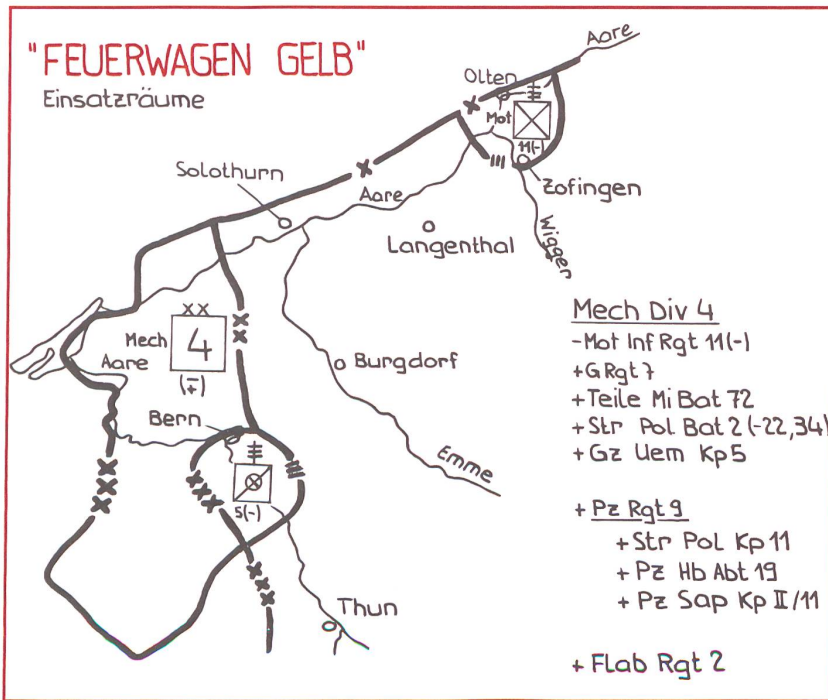 "FEUERWAGEN GELB"
Einsatzräume
Aare
Olten
Mot
11(-)
Zofingen
Solothurn
Aare
Langenthal
Wigger
XX
Mech 4
(∓)
Aare
Burgdorf
Bern
5(-)
Emme
Thun
Mech Div 4
-Mot Inf Rgt 11(-)
+G Rgt 7
+Teile Mi Bat 72
+Str Pol Bat 2 (-22,34)
+Gz Uem Kp 5
+ Pz Rgt 9
+Str Pol Kp 11
+Pz Hb Abt 19
+Pz Sap Kp II/11
+ Flab Rgt 2